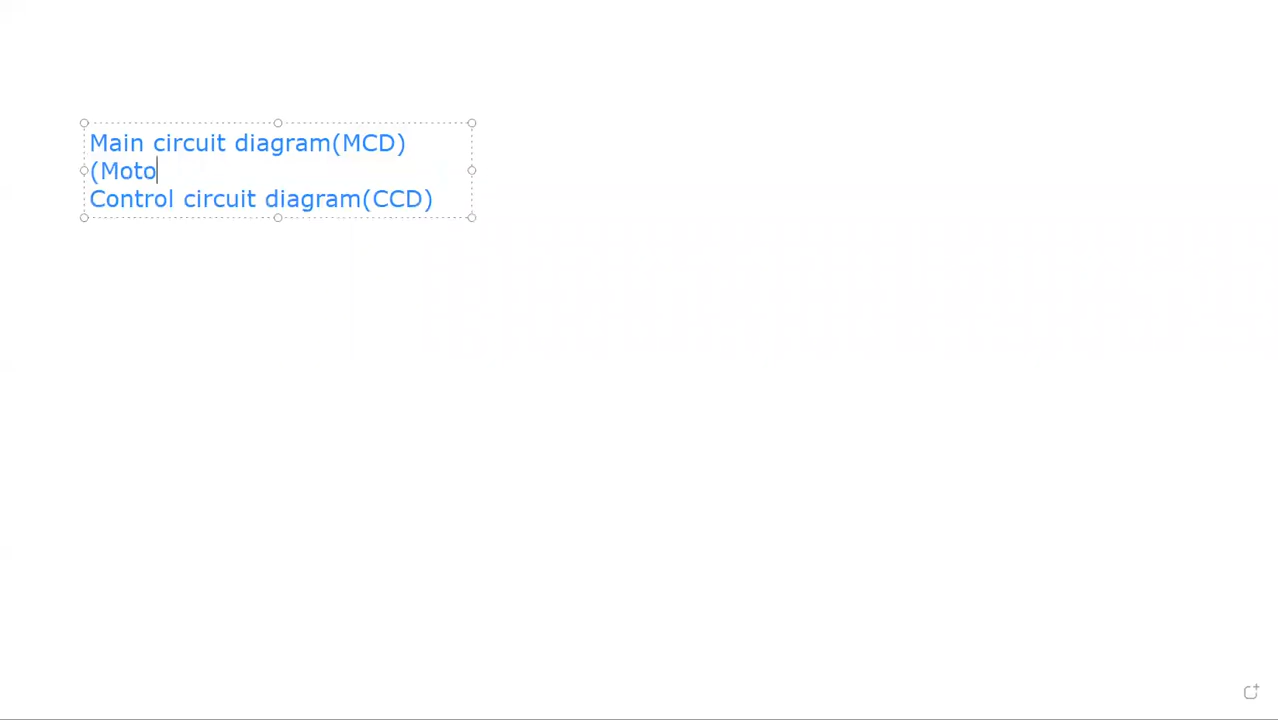 Main circuit diagram(MCD)
(Moto
Control circuit diagram(CCD)